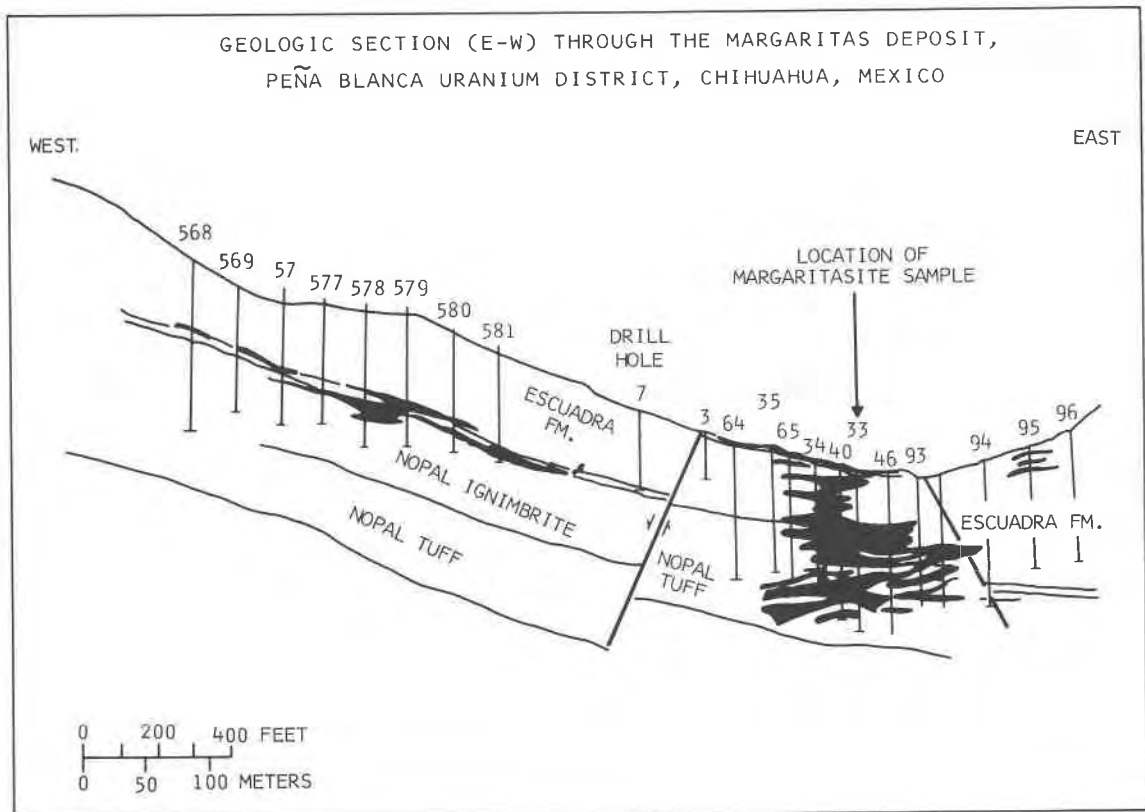 GEOLOGIC SECTION (E-W) THROUGH THE MARGARITAS DEPOSIT,
PEÑA BLANCA URANIUM DISTRICT, CHIHUAHUA, MEXICO
WEST.
EAST
568
569
57
577
578
579
580
581
DRILL
HOLE
7
3
64
35
65
34
40
33
46
93
94
95
96
LOCATION OF
MARGARITASITE SAMPLE
ESCUADRA
FM.
NOPAL IGNIMBRITE
NOPAL TUFF
NOPAL
TUFF
ESCUADRA FM.
0 200 400 FEET
0 50 100 METERS